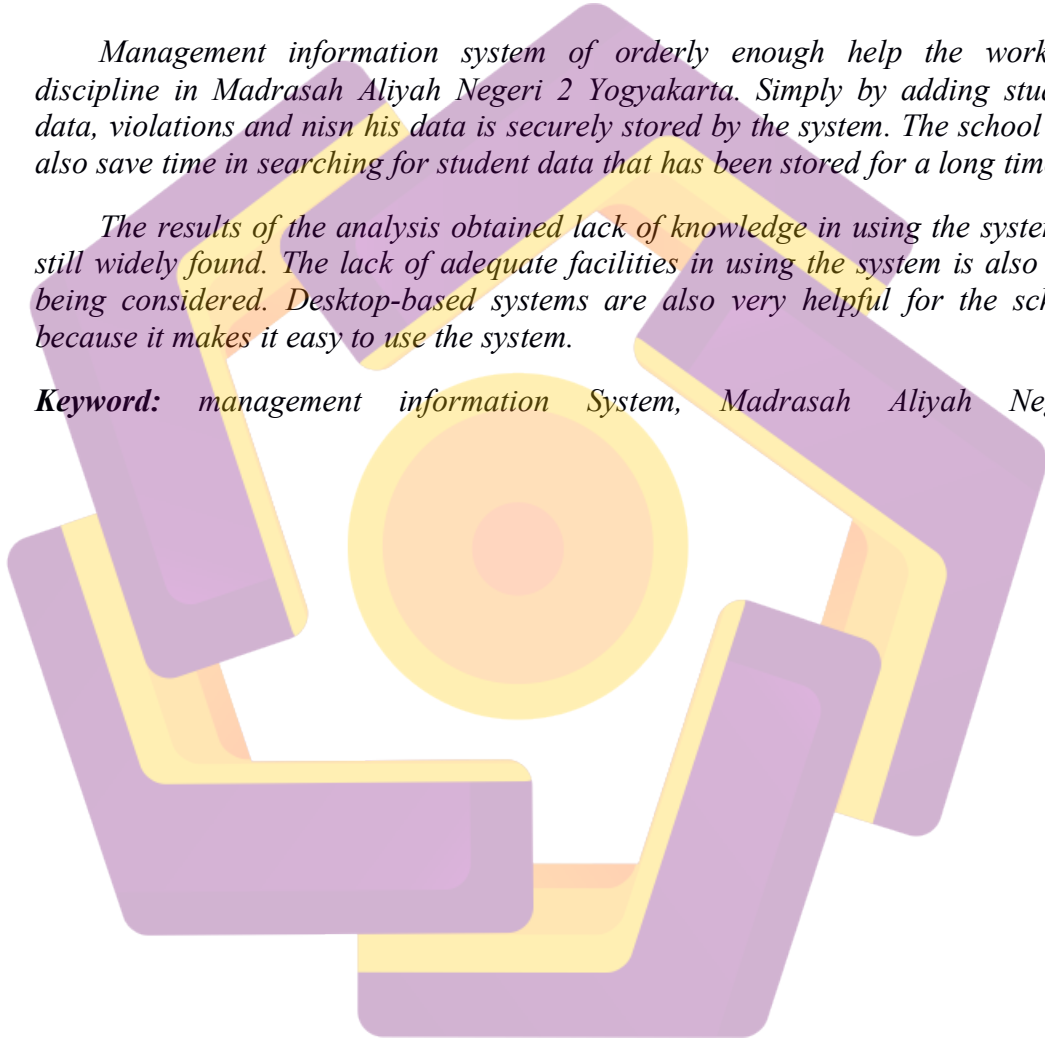 Management information system of orderly enough help the work
discipline in Madrasah Aliyah Negeri 2 Yogyakarta. Simply by adding
data, violations and nisn his data is securely stored by the system. The school
also save time in searching for student data that has been stored for a long
The results of the analysis obtained lack of knowledge in using the
still widely found. The lack of adequate facilities in using the system is also
being considered. Desktop-based systems are also very helpful for the
because it makes it easy to use the system.
Keyword: management information System, Madrasah Aliyah